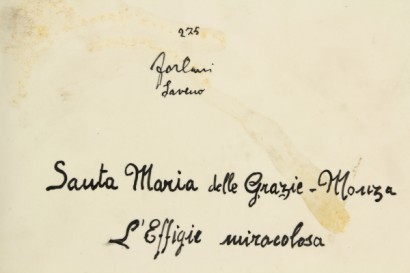 225
Forlani
Laveno
Santa Maria delle Grazie - Monza
L'Effigie miracolosa